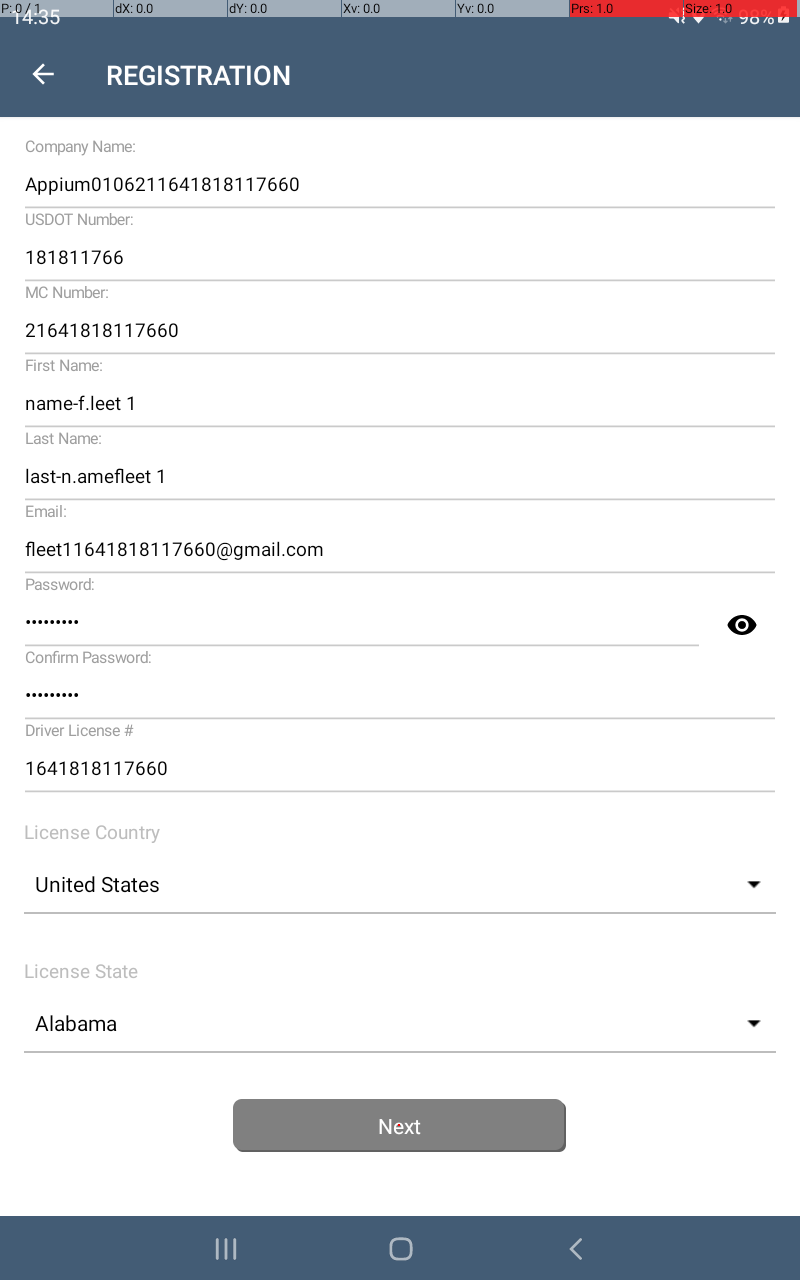 P: 0 / 1 dX: 0.0 dY: 0.0 Xv: 0.0 Yv: 0.0 Prs: 1.0 Size: 1.0
14:35 98%
REGISTRATION
Company Name:
Appium0106211641818117660
USDOT Number:
181811766
MC Number:
21641818117660
First Name:
name-f.leet 1
Last Name:
last-n.amefleet 1
Email:
fleet11641818117660@gmail.com
Password:
•••••••••
Confirm Password:
•••••••••
Driver License #
1641818117660
License Country
United States
License State
Alabama
Next